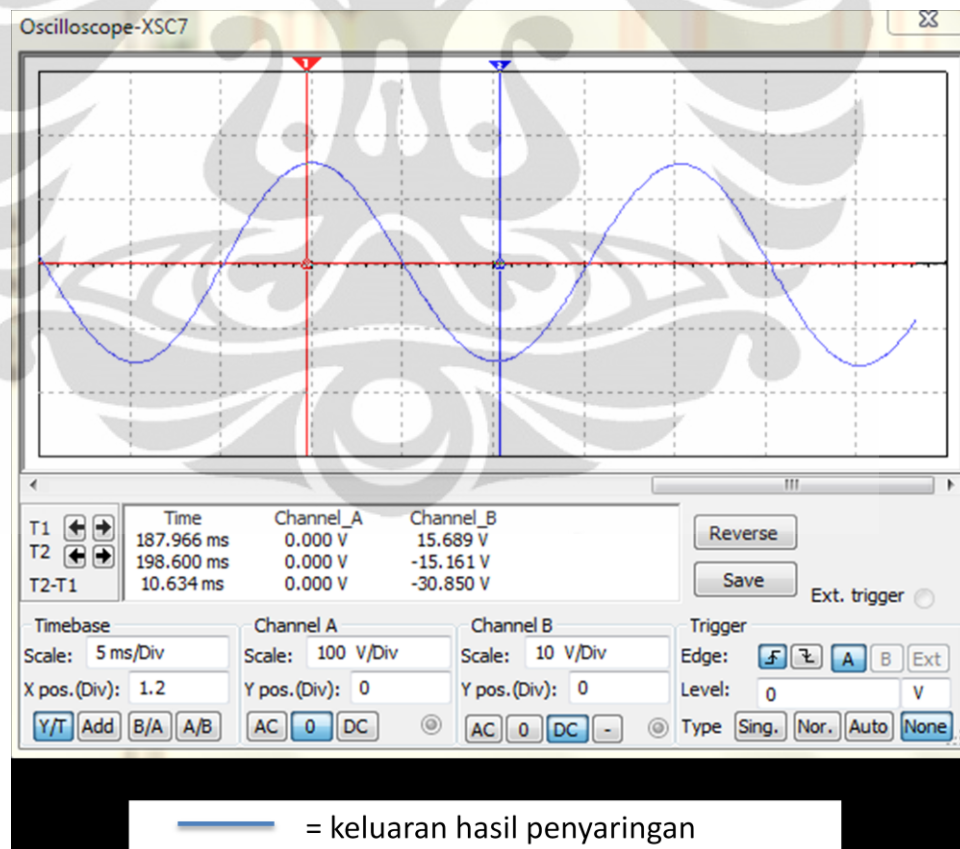 Oscilloscope-XSC7
1 2
Time Channel_A Channel_B
T1 187.966 ms 0.000 V 15.689 V
T2 198.600 ms 0.000 V -15.161 V
T2-T1 10.634 ms 0.000 V -30.850 V
Reverse
Save
Ext. trigger
Timebase Channel A Channel B Trigger
Scale: 5 ms/Div Scale: 100 V/Div Scale: 10 V/Div Edge: A B Ext
X pos.(Div): 1.2 Y pos.(Div): 0 Y pos.(Div): 0 Level: 0 V
Y/T Add B/A A/B AC 0 DC AC 0 DC - Type Sing. Nor. Auto None
= keluaran hasil penyaringan